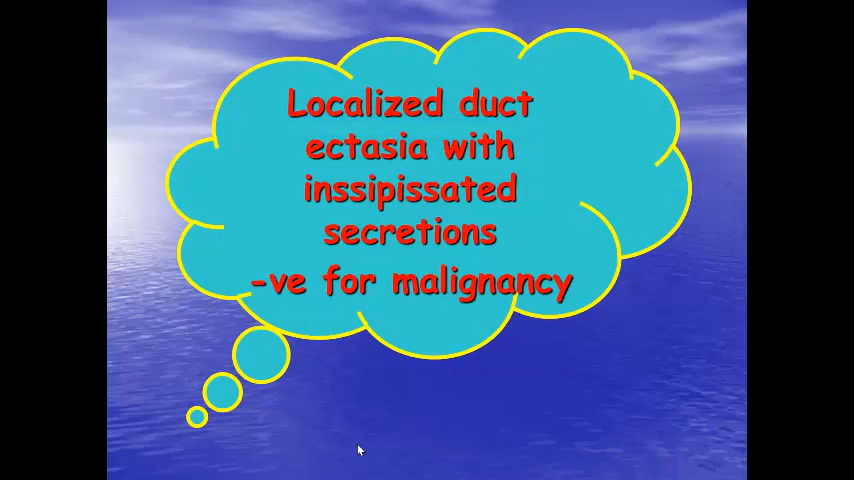 Localized duct
ectasia with
inssipissated
secretions
-ve for malignancy